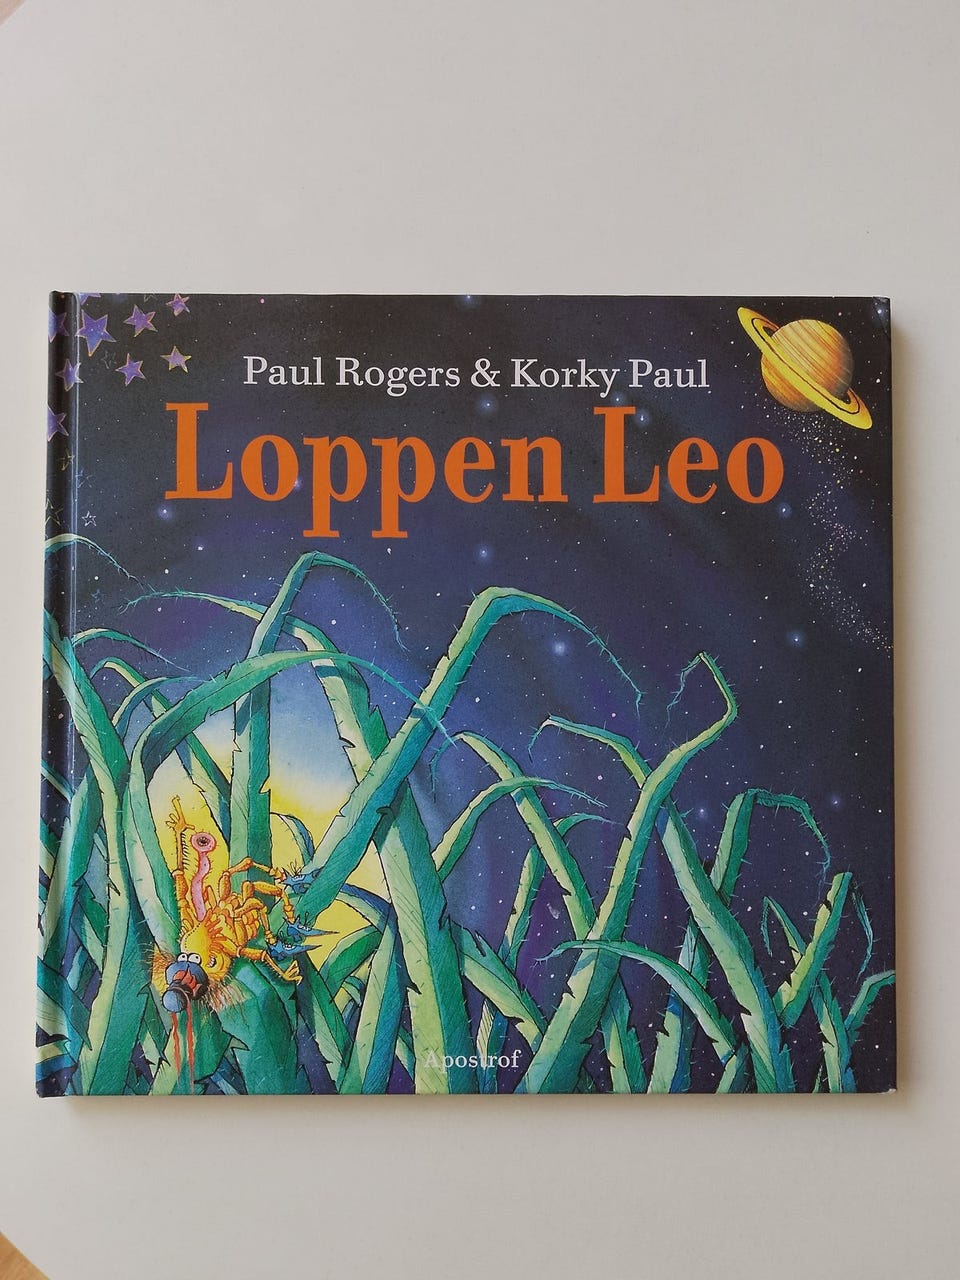 Paul Rogers & Korky Paul
Loppen Leo
Apostrof